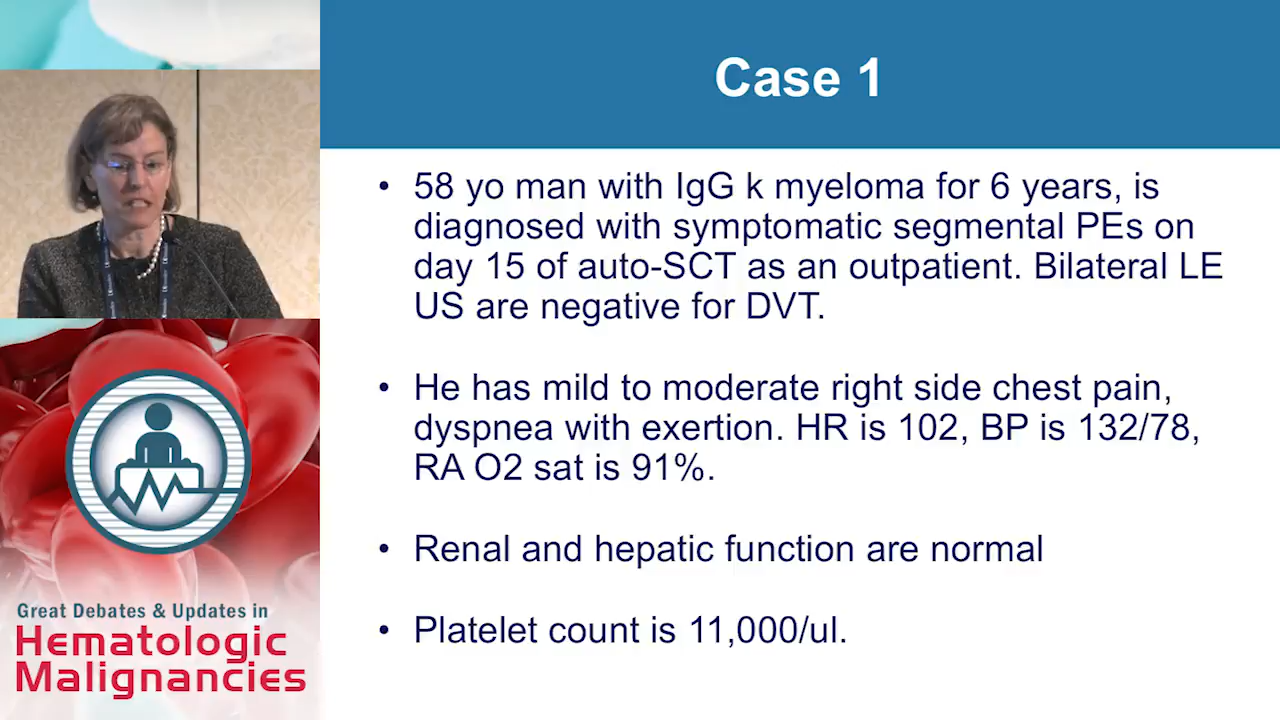 Case 1
• 58 yo man with IgG k myeloma for 6 years, is
diagnosed with symptomatic segmental PEs on
day 15 of auto-SCT as an outpatient. Bilateral LE
US are negative for DVT.
• He has mild to moderate right side chest pain,
dyspnea with exertion. HR is 102, BP is 132/78,
RA O2 sat is 91%.
• Renal and hepatic function are normal
• Platelet count is 11,000/ul.
Great Debates & Updates in
Hematologic
Malignancies